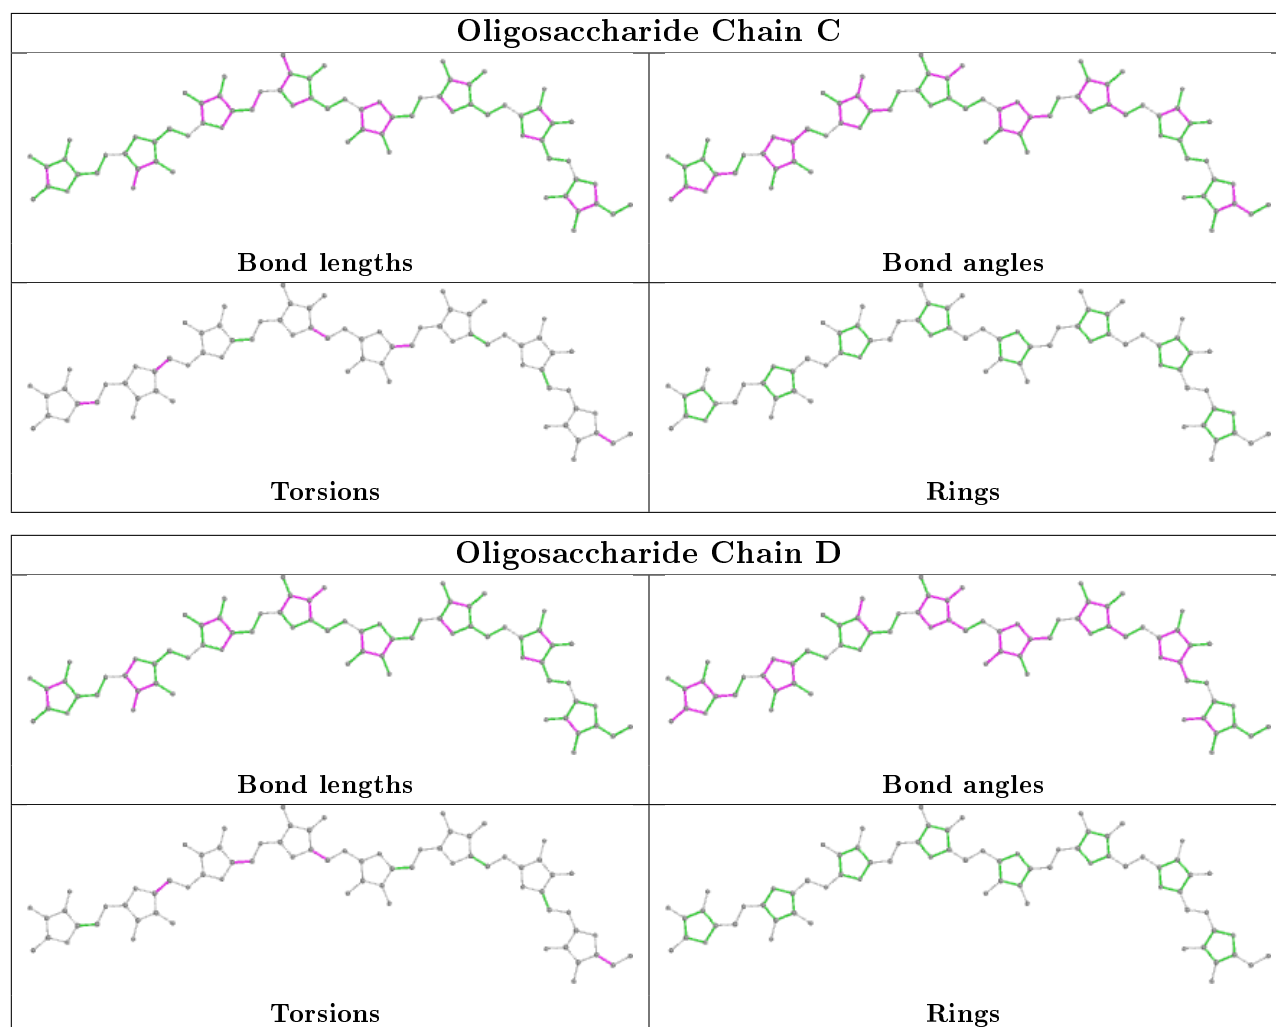 Oligosaccharide Chain C
Bond lengths
Bond angles
Torsions
Rings
Oligosaccharide Chain D
Bond lengths
Bond angles
Torsions
Rings